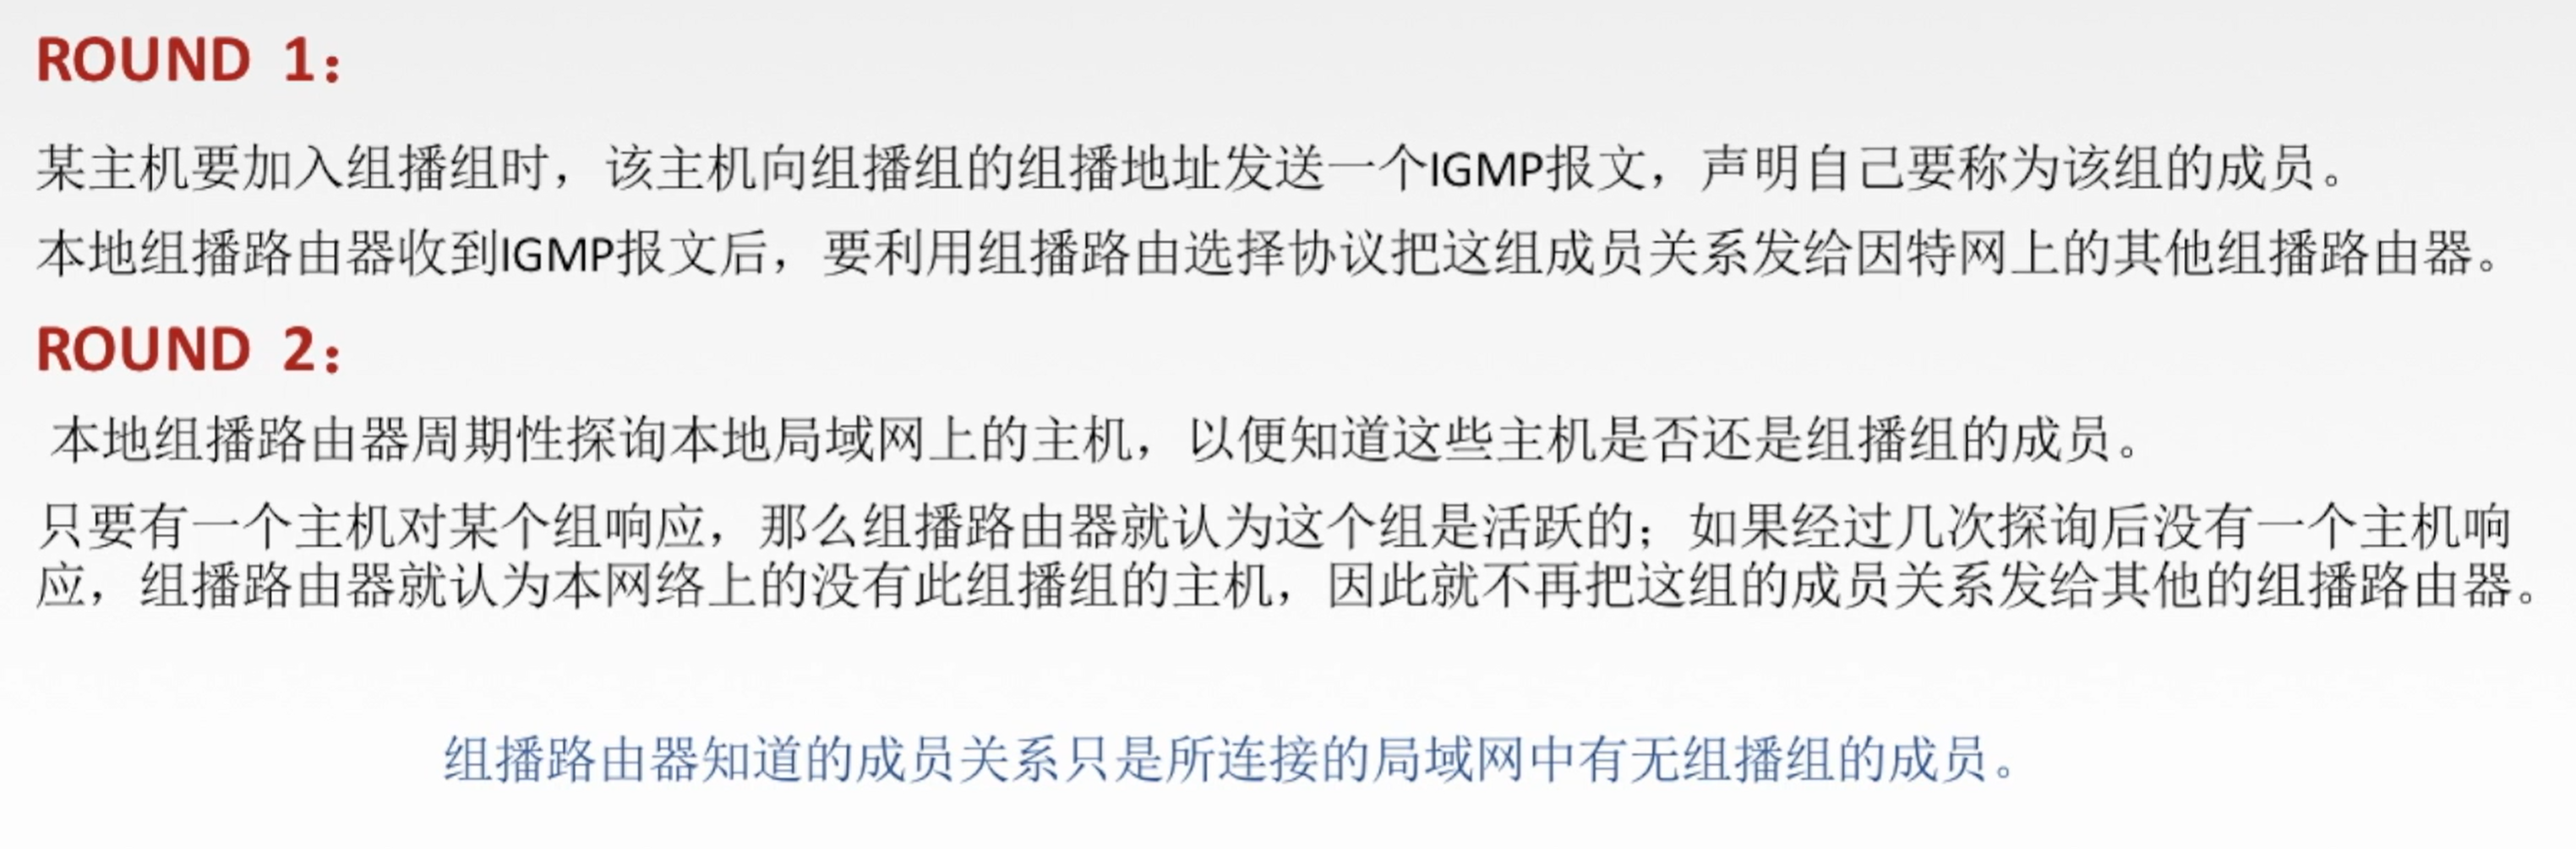 ROUND 1：
某主机要加入组播组时，该主机向组播组的组播地址发送一个IGMP报文，声明自己要称为该组的成员。
本地组播路由器收到IGMP报文后，要利用组播路由选择协议把这组成员关系发给因特网上的其他组播路由器。
ROUND 2：
本地组播路由器周期性探询本地局域网上的主机，以便知道这些主机是否还是组播组的成员。
只要有一个主机对某个组响应，那么组播路由器就认为这个组是活跃的；如果经过几次探询后没有一个主机响
应，组播路由器就认为本网络上的没有此组播组的主机，因此就不再把这组的成员关系发给其他的组播路由器。
组播路由器知道的成员关系只是所连接的局域网中有无组播组的成员。